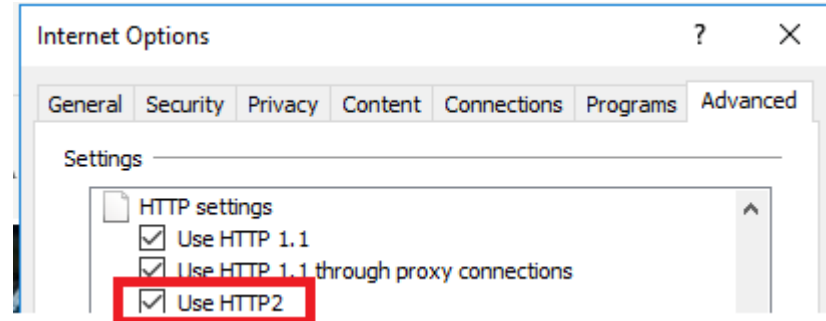 Internet Options ?
General Security Privacy Content Connections Programs Advanced
Settings
HTTP settings
Use HTTP 1.1
Use HTTP 1.1 through proxy connections
Use HTTP2